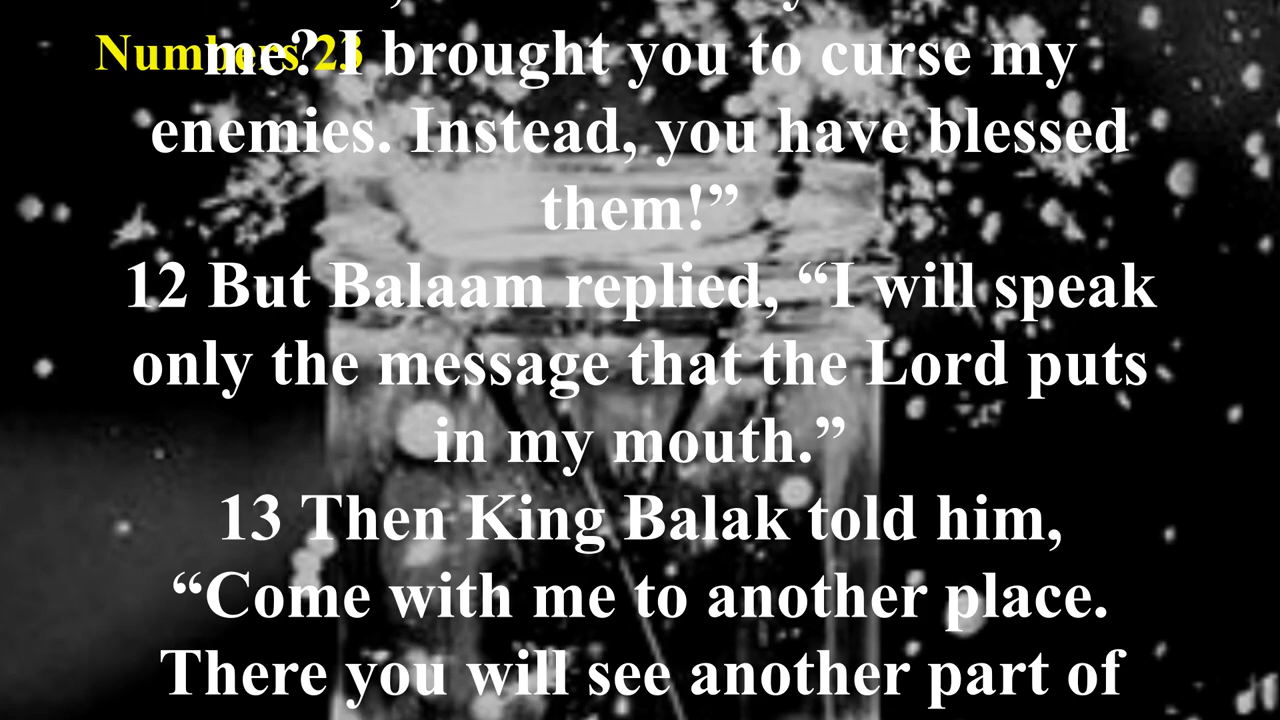 Numbers 23
me? I brought you to curse my
enemies. Instead, you have blessed
them!”
12 But Balaam replied, “I will speak
only the message that the Lord puts
in my mouth.”
13 Then King Balak told him,
“Come with me to another place.
There you will see another part of